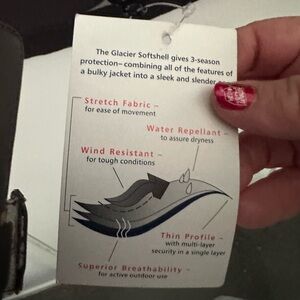 The Glacier Softshell gives 3-season
protection–combining all of the features of
a bulky jacket into a sleek and slender
Stretch Fabric –
for ease of movement
Water Repellant –
to assure dryness
Wind Resistant –
for tough conditions
Thin Profile –
with multi-layer
security in a single layer
Superior Breathability –
for active outdoor use